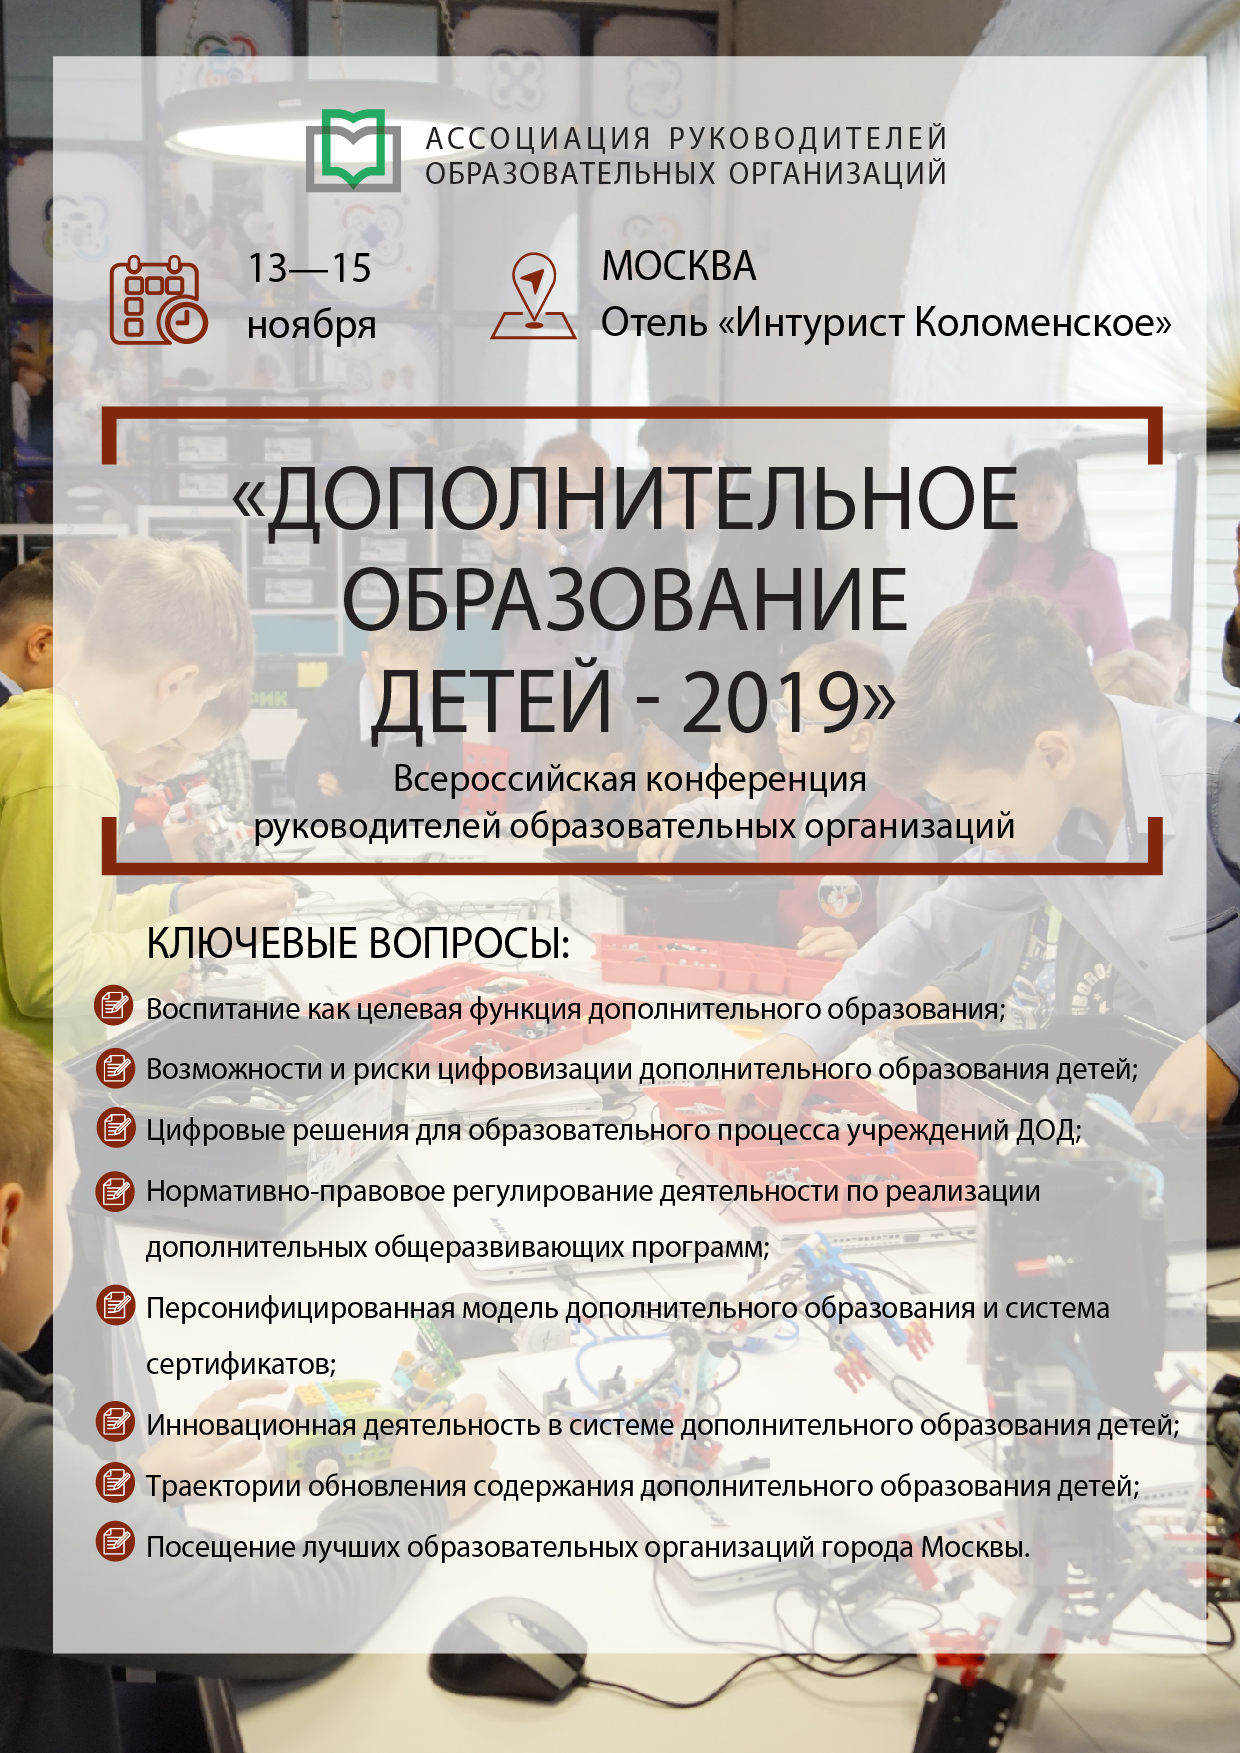 АССОЦИАЦИЯ РУКОВОДИТЕЛЕЙ
ОБРАЗОВАТЕЛЬНЫХ ОРГАНИЗАЦИЙ
13—15
ноября
МОСКВА
Отель «Интурист Коломенское»
«ДОПОЛНИТЕЛЬНОЕ
ОБРАЗОВАНИЕ
ДЕТЕЙ - 2019»
Всероссийская конференция
руководителей образовательных организаций
КЛЮЧЕВЫЕ ВОПРОСЫ:
Воспитание как целевая функция дополнительного образования;
Возможности и риски цифровизации дополнительного образования детей;
Цифровые решения для образовательного процесса учреждений ДОД;
Нормативно-правовое регулирование деятельности по реализации
дополнительных общеразвивающих программ;
Персонифицированная модель дополнительного образования и система
сертификатов;
Инновационная деятельность в системе дополнительного образования детей;
Траектории обновления содержания дополнительного образования детей;
Посещение лучших образовательных организаций города Москвы.